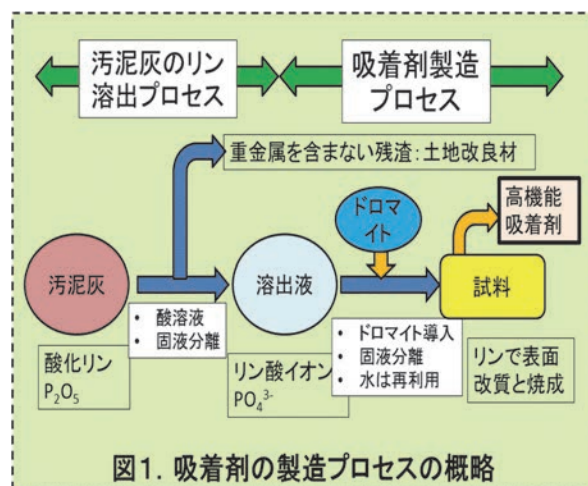 汚泥灰のリン
溶出プロセス
吸着剤製造
プロセス
重金属を含まない残渣：土地改良材
ドロマ
イト
高機能
吸着剤
汚泥灰
溶出液
試料
• 酸溶液
• 固液分離
• ドロマイト導入
• 固液分離
• 水は再利用
酸化リン
P₂O₅
リン酸イオン
PO₄³⁻
リンで表面
改質と焼成
図1．吸着剤の製造プロセスの概略